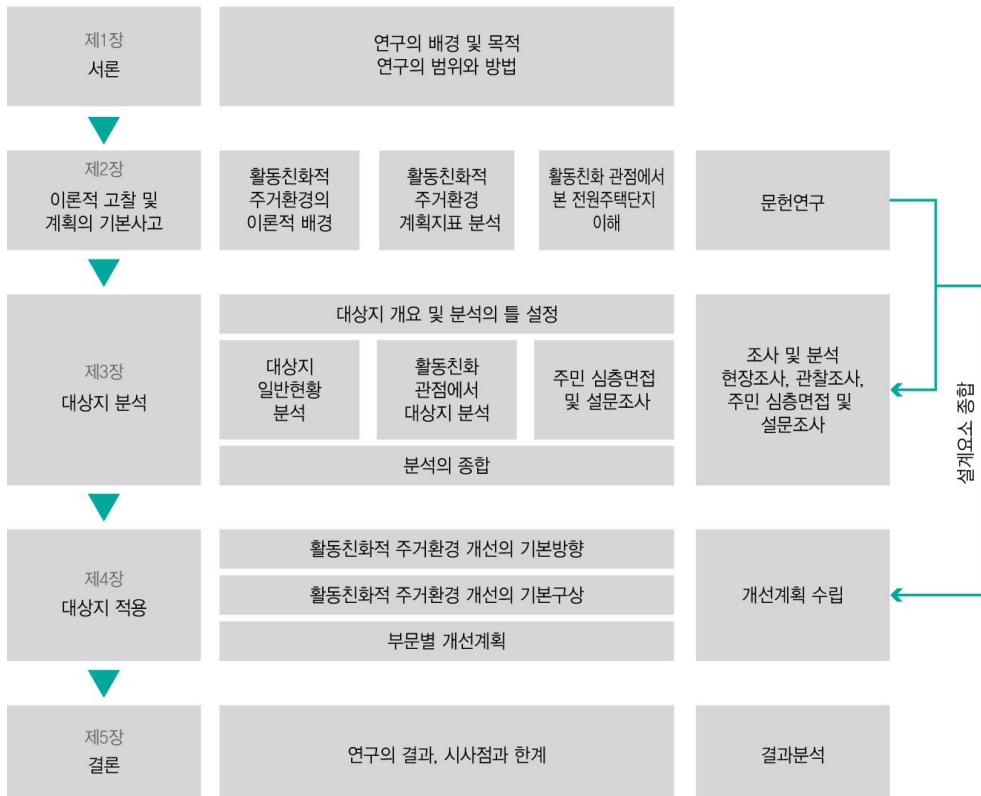 제1장
서론
연구의 배경 및 목적
연구의 범위와 방법
제2장
이론적 고찰 및
계획의 기본사고
활동친화적
주거환경의
이론적 배경
활동친화적
주거환경
계획지표 분석
활동친화 관점에서
본 전원주택단지
이해
문헌연구
제3장
대상지 분석
대상지 개요 및 분석의 틀 설정
대상지
일반현황
분석
활동친화
관점에서
대상지 분석
주민 심층면접
및 설문조사
분석의 종합
조사 및 분석
현장조사, 관찰조사,
주민 심층면접 및
설문조사
설계요소 종합
제4장
대상지 적용
활동친화적 주거환경 개선의 기본방향
활동친화적 주거환경 개선의 기본구상
부문별 개선계획
개선계획 수립
제5장
결론
연구의 결과, 시사점과 한계
결과분석